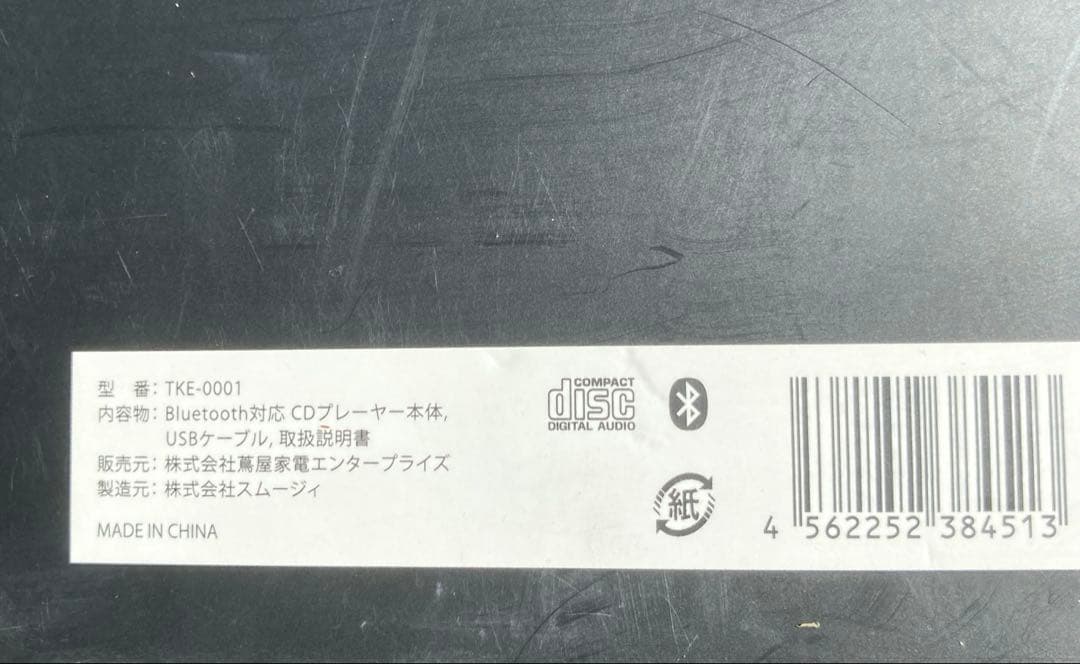 型 番: TKE-0001
内容物: Bluetooth対応 CDプレーヤー本体,
USBケーブル, 取扱説明書
販売元: 株式会社蔦屋家電エンタープライズ
製造元: 株式会社スムージィ
MADE IN CHINA
COMPACT
disc
DIGITAL AUDIO
紙
4 562252 384513